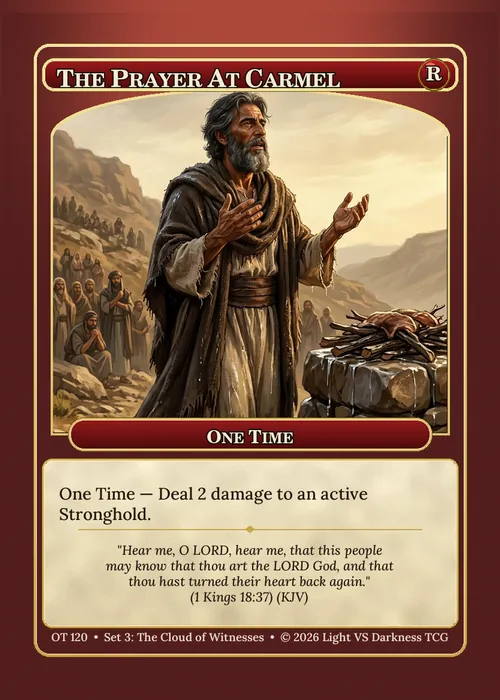 The Prayer At Carmel
R
One Time
One Time — Deal 2 damage to an active
Stronghold.
"Hear me, O LORD, hear me, that this people
may know that thou art the LORD God, and that
thou hast turned their heart back again."
(1 Kings 18:37) (KJV)
OT 120 • Set 3: The Cloud of Witnesses • © 2026 Light VS Darkness TCG